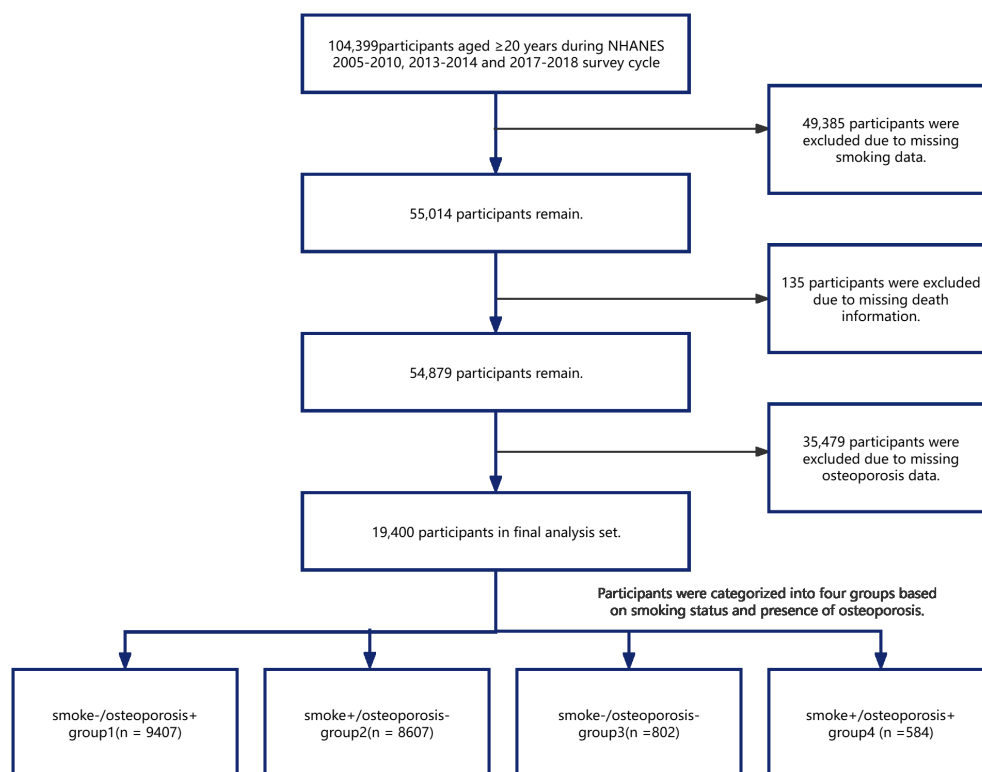 104,399participants aged ≥20 years during NHANES
2005-2010, 2013-2014 and 2017-2018 survey cycle
49,385 participants were
excluded due to missing
smoking data.
55,014 participants remain.
135 participants were excluded
due to missing death
information.
54,879 participants remain.
35,479 participants were
excluded due to missing
osteoporosis data.
19,400 participants in final analysis set.
Participants were categorized into four groups based
on smoking status and presence of osteoporosis.
smoke-/osteoporosis+
group1(n = 9407)
smoke+/osteoporosis-
group2(n = 8607)
smoke-/osteoporosis-
group3(n =802)
smoke+/osteoporosis+
group4 (n =584)